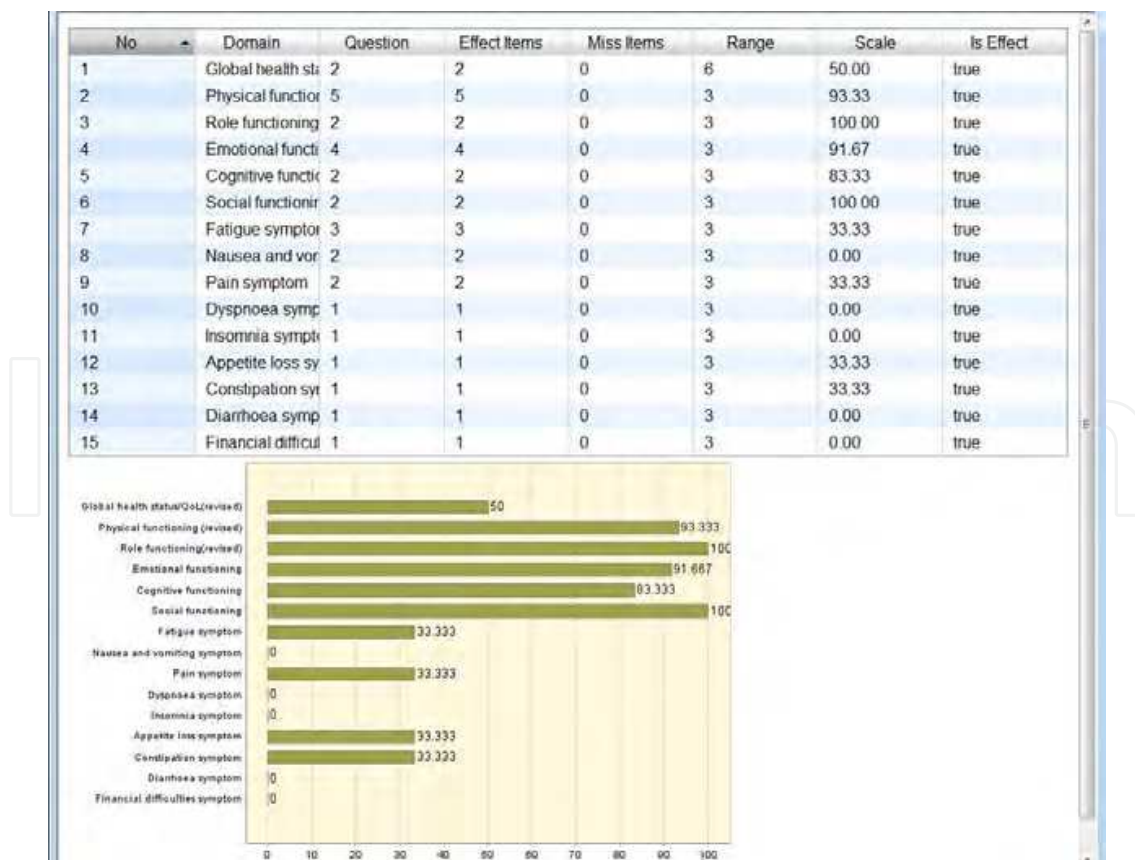 No Domain Question Effect Items Miss Items Range Scale Is Effect
1 Global health sta 2 2 0 6 50.00 true
2 Physical function 5 5 0 3 93.33 true
3 Role functioning 2 2 0 3 100.00 true
4 Emotional functi 4 4 0 3 91.67 true
5 Cognitive functic 2 2 0 3 83.33 true
6 Social functionin 2 2 0 3 100.00 true
7 Fatigue symptor 3 3 0 3 33.33 true
8 Nausea and vor 2 2 0 3 0.00 true
9 Pain symptom 2 2 0 3 33.33 true
10 Dyspnoea symp 1 1 0 3 0.00 true
11 Insomnia sympt 1 1 0 3 0.00 true
12 Appetite loss sy 1 1 0 3 33.33 true
13 Constipation syr 1 1 0 3 33.33 true
14 Diarrhoea symp 1 1 0 3 0.00 true
15 Financial difficul 1 1 0 3 0.00 true
Global health status/QoL(revised) 50
Physical functioning (revised) 93.333
Role functioning(revised) 100
Emotional functioning 91.667
Cognitive functioning 83.333
Social functioning 100
Fatigue symptom 33.333
Nausea and vomiting symptom 0
Pain symptom 33.333
Dyspnoea symptom 0
Insomnia symptom 0
Appetite loss symptom 33.333
Constipation symptom 33.333
Diarrhoea symptom 0
Financial difficulties symptom 0
0 10 20 30 40 50 60 70 80 90 100